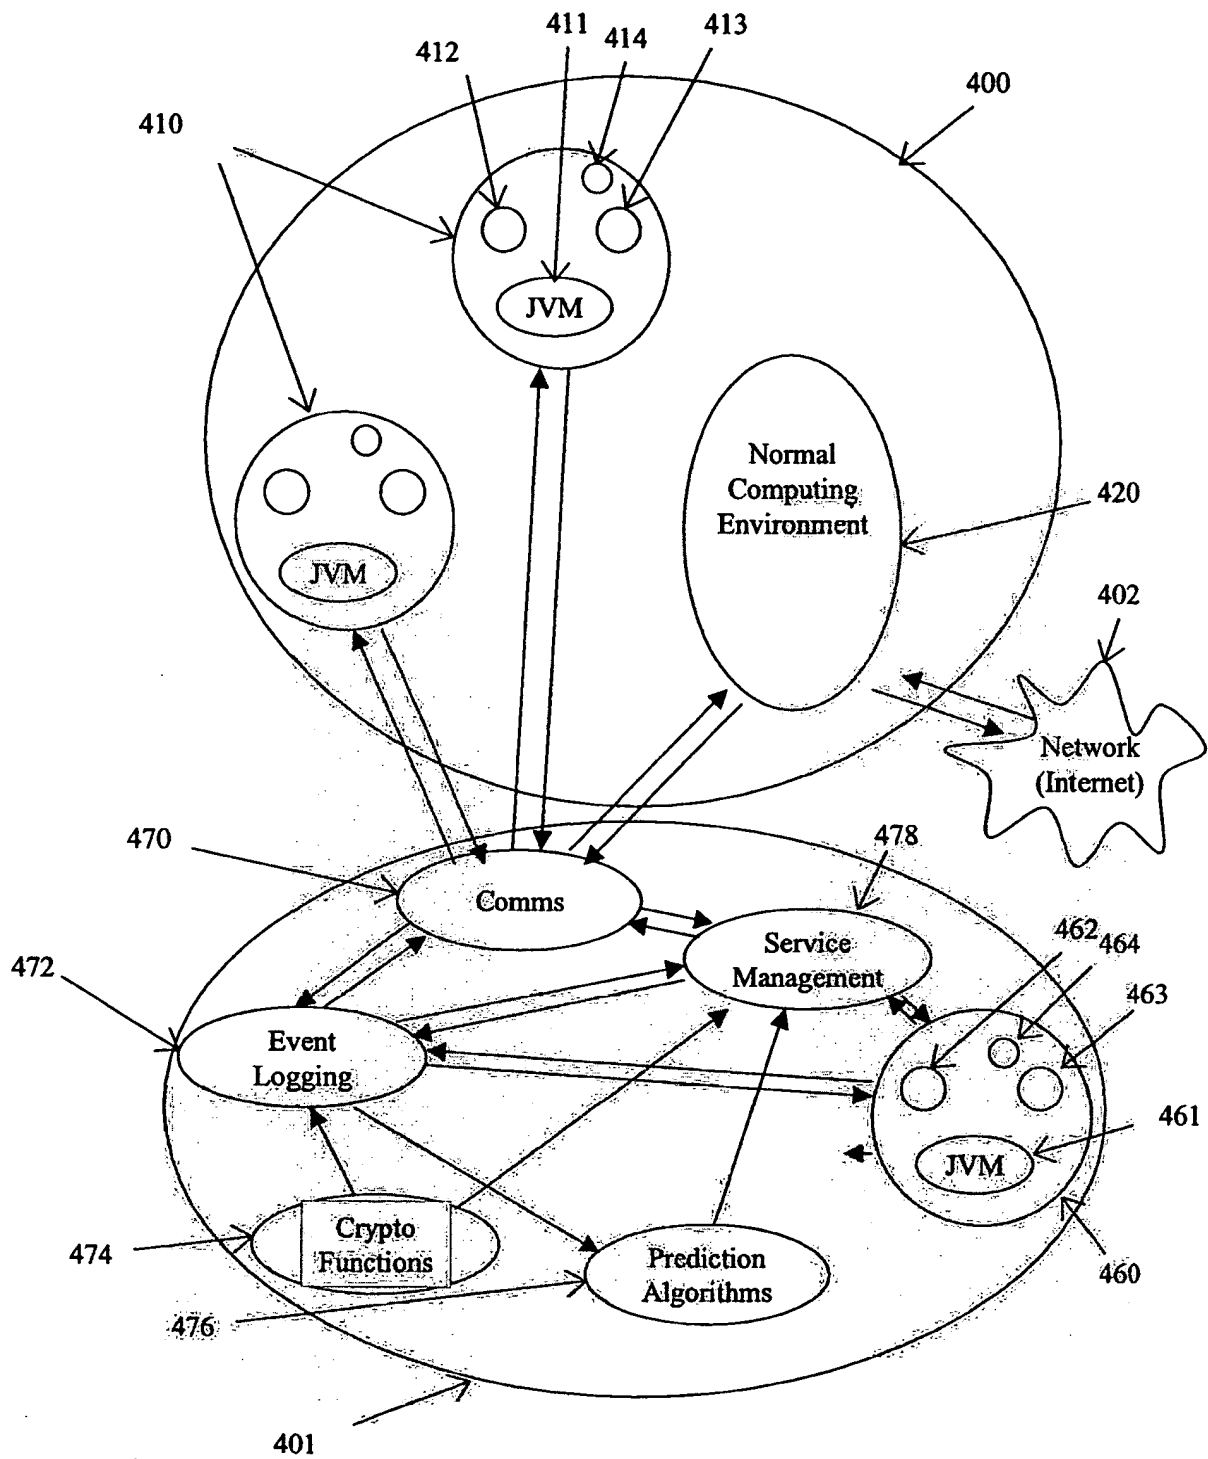 411
414
413
412
400
410
JVM
Normal
Computing
Environment
420
JVM
402
Network
(Internet)
470
478
Comms
462
464
Service
Management
472
463
Event
Logging
461
JVM
Crypto
Functions
474
Prediction
Algorithms
460
476
401